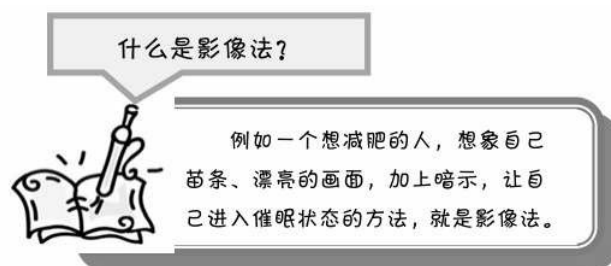 什么是影像法?
例如一个想减肥的人，想象自己
苗条、漂亮的画面，加上暗示，让自
己进入催眠状态的方法，就是影像法。